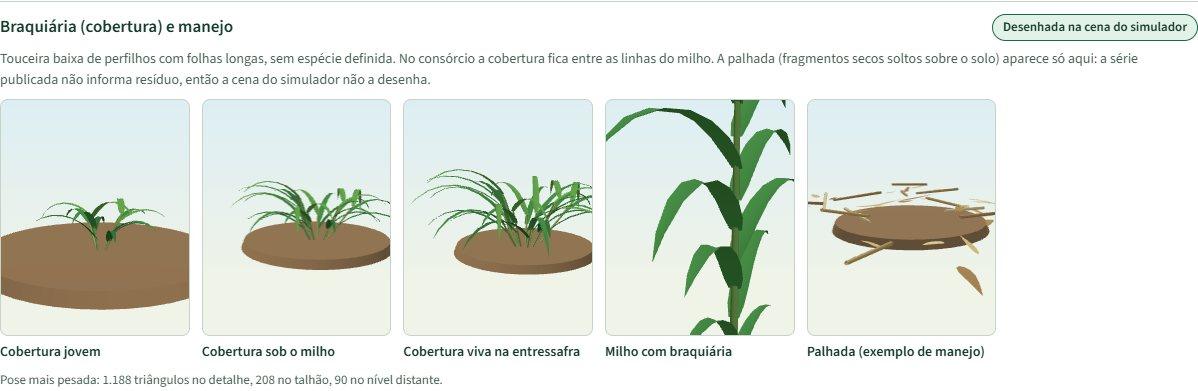 Braquiária (cobertura) e manejo
Desenhada na cena do simulador
Touceira baixa de perfilhos com folhas longas, sem espécie definida. No consórcio a cobertura fica entre as linhas do milho. A palhada (fragmentos secos soltos sobre o solo) aparece só aqui: a série
publicada não informa resíduo, então a cena do simulador não a desenha.
Cobertura jovem
Cobertura sob o milho
Cobertura viva na entressafra
Milho com braquiária
Palhada (exemplo de manejo)
Pose mais pesada: 1.188 triângulos no detalhe, 208 no talhão, 90 no nível distante.